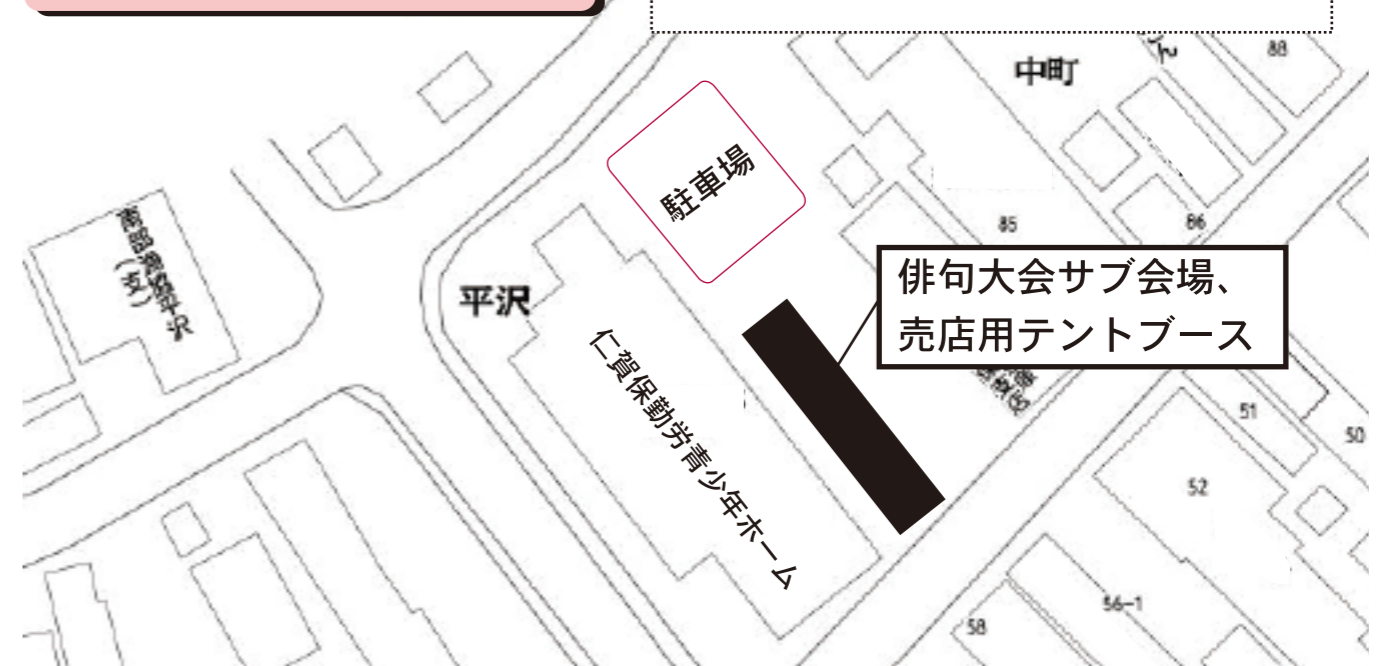 中町
88
駐車場
85
86
平沢
俳句大会サブ会場、
売店用テントブース
仁賀保勤労青少年ホーム
51
50
52
56-1
58